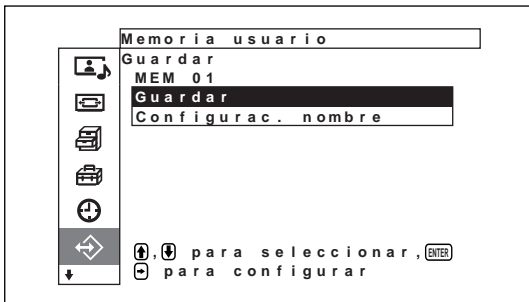 Memoria usuario
Guardar
MEM 01
Guardar
Configurac. nombre
, para seleccionar, ENTER
para configurar